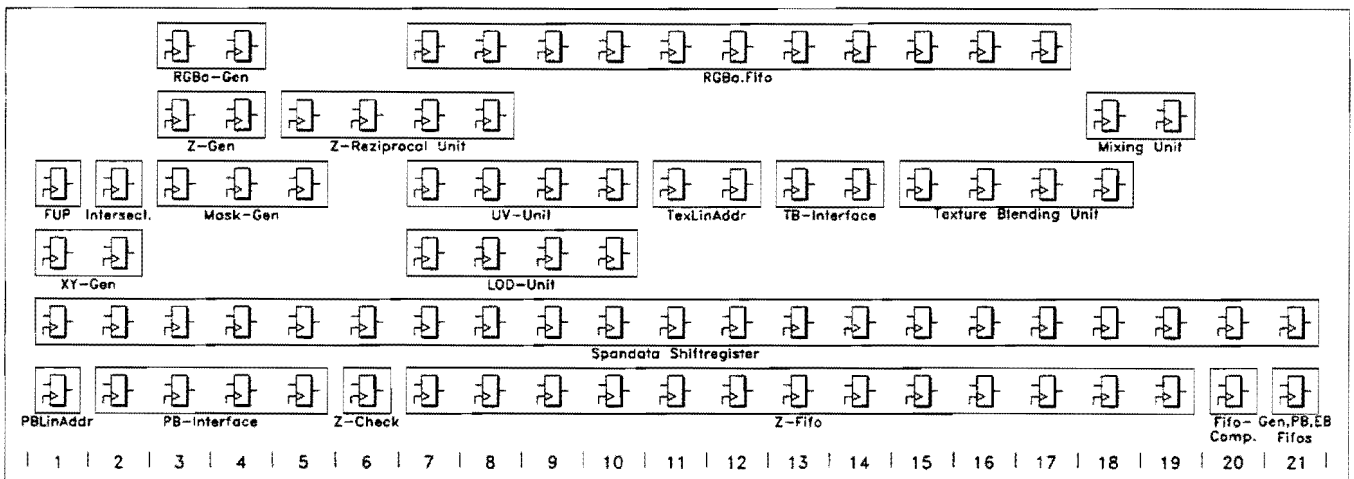 RGBa-Gen RGBa.Fifo
Z-Gen Z-Reziprocal Unit Mixing Unit
FUP Intersect. Mask-Gen UV-Unit TexLinAddr TB-Interface Texture Blending Unit
XY-Gen LOD-Unit
Spandata Shiftregister
PBLinAddr PB-Interface Z-Check Z-Fifo Fifo- Gen,PB,EB
Comp. Fifos
1 2 3 4 5 6 7 8 9 10 11 12 13 14 15 16 17 18 19 20 21